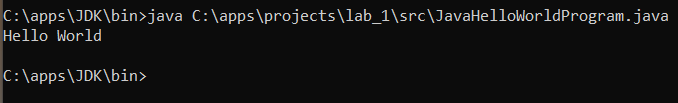 C:\apps\JDK\bin>java C:\apps\projects\lab_1\src\JavaHelloWorldProgram.java
Hello World
C:\apps\JDK\bin>